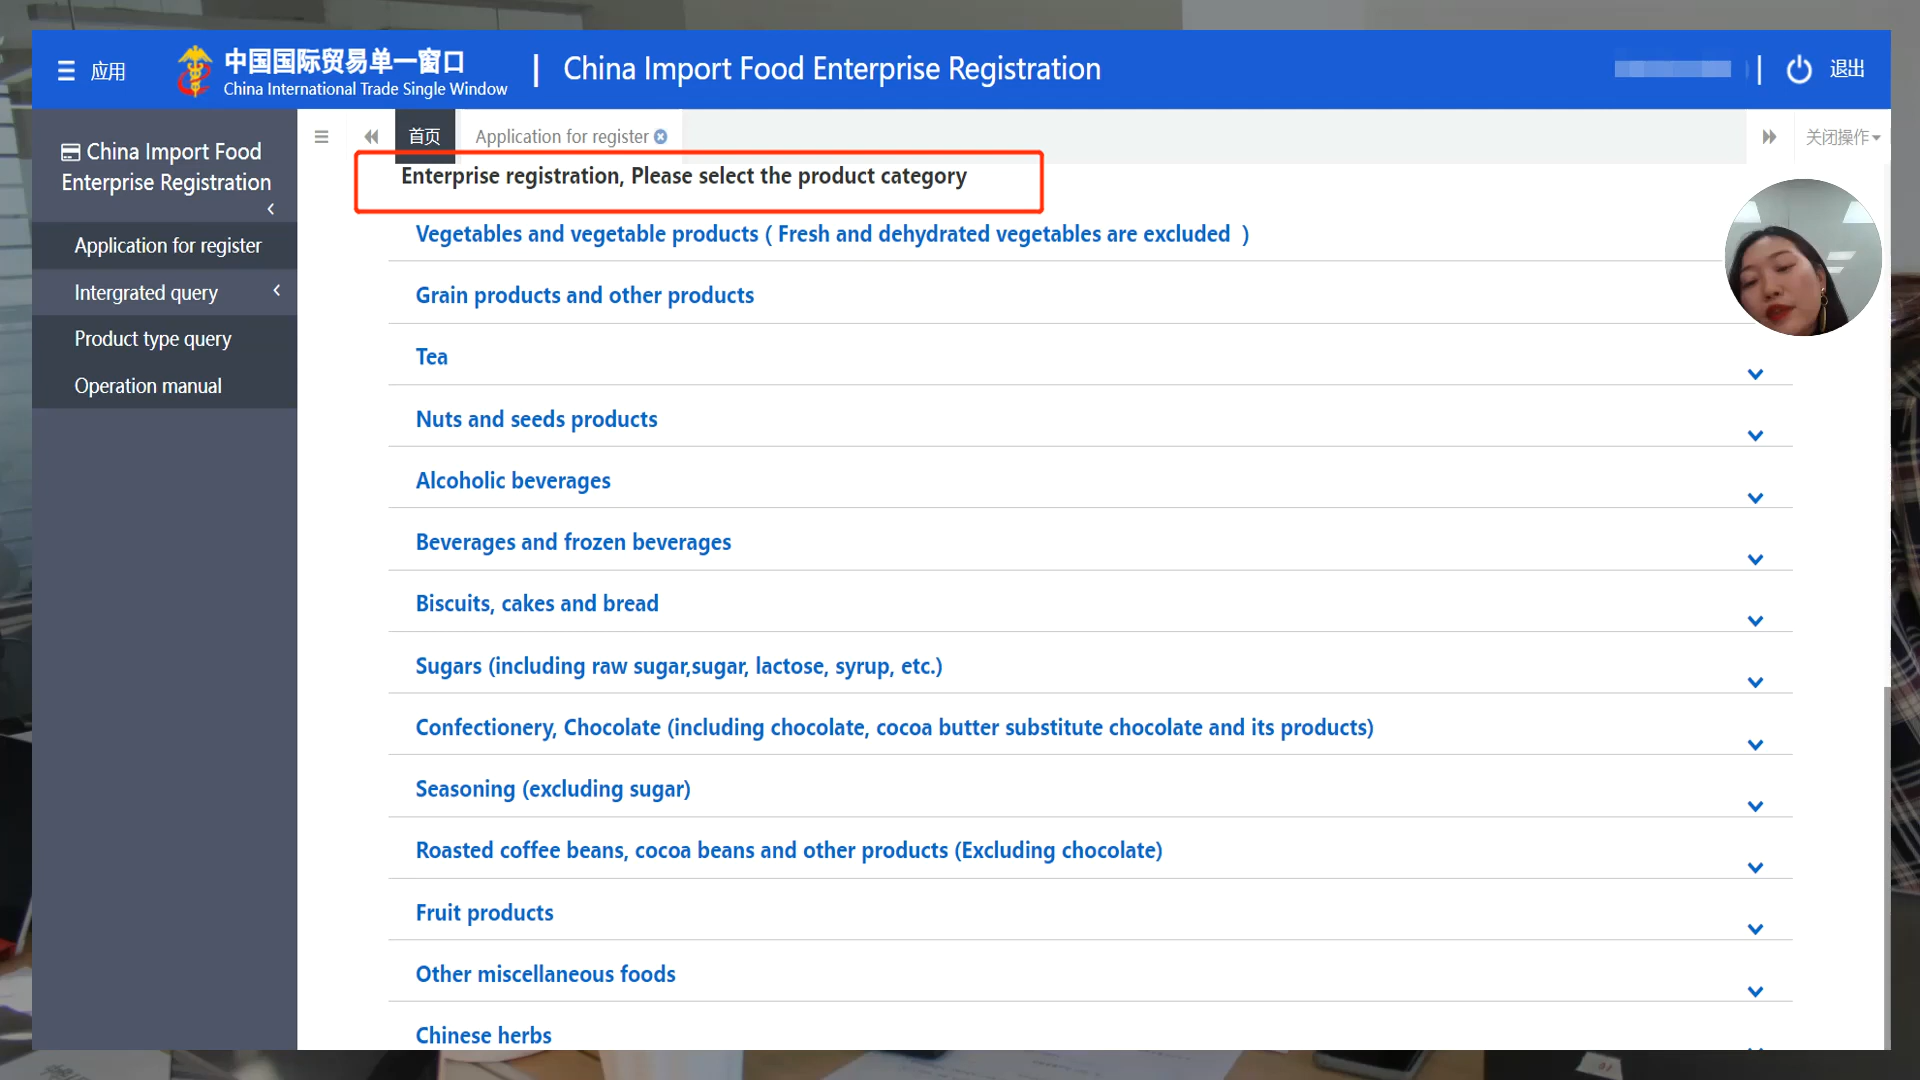 应用
中国国际贸易单一窗口
China International Trade Single Window
China Import Food Enterprise Registration
退出
China Import Food
Enterprise Registration
Application for register
Intergrated query
Product type query
Operation manual
首页
Application for register
关闭操作
Enterprise registration, Please select the product category
Vegetables and vegetable products ( Fresh and dehydrated vegetables are excluded )
Grain products and other products
Tea
Nuts and seeds products
Alcoholic beverages
Beverages and frozen beverages
Biscuits, cakes and bread
Sugars (including raw sugar,sugar, lactose, syrup, etc.)
Confectionery, Chocolate (including chocolate, cocoa butter substitute chocolate and its products)
Seasoning (excluding sugar)
Roasted coffee beans, cocoa beans and other products (Excluding chocolate)
Fruit products
Other miscellaneous foods
Chinese herbs